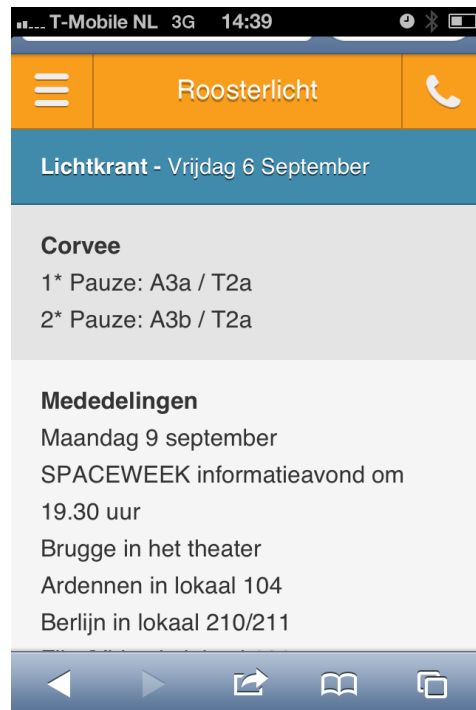 T-Mobile NL 3G 14:39
Roosterlicht
Lichtkrant - Vrijdag 6 September
Corvee
1* Pauze: A3a / T2a
2* Pauze: A3b / T2a
Mededelingen
Maandag 9 september
SPACEWEEK informatieavond om
19.30 uur
Brugge in het theater
Ardennen in lokaal 104
Berlijn in lokaal 210/211